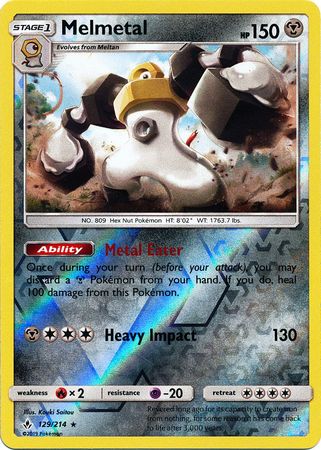 STAGE 1 Melmetal HP 150
Evolves from Meltan
NO. 809 Hex Nut Pokémon HT: 8'02" WT: 1763.7 lbs.
Ability Metal Eater
Once during your turn (before your attack), you may
discard a Pokémon from your hand. If you do, heal
100 damage from this Pokémon.
Heavy Impact 130
weakness × 2 resistance -20 retreat
Illus. Kouki Saitou
129/214
©2019 Pokémon
Revered long ago for its capacity to create iron
from nothing, for some reason it has come back
to life after 3,000 years.